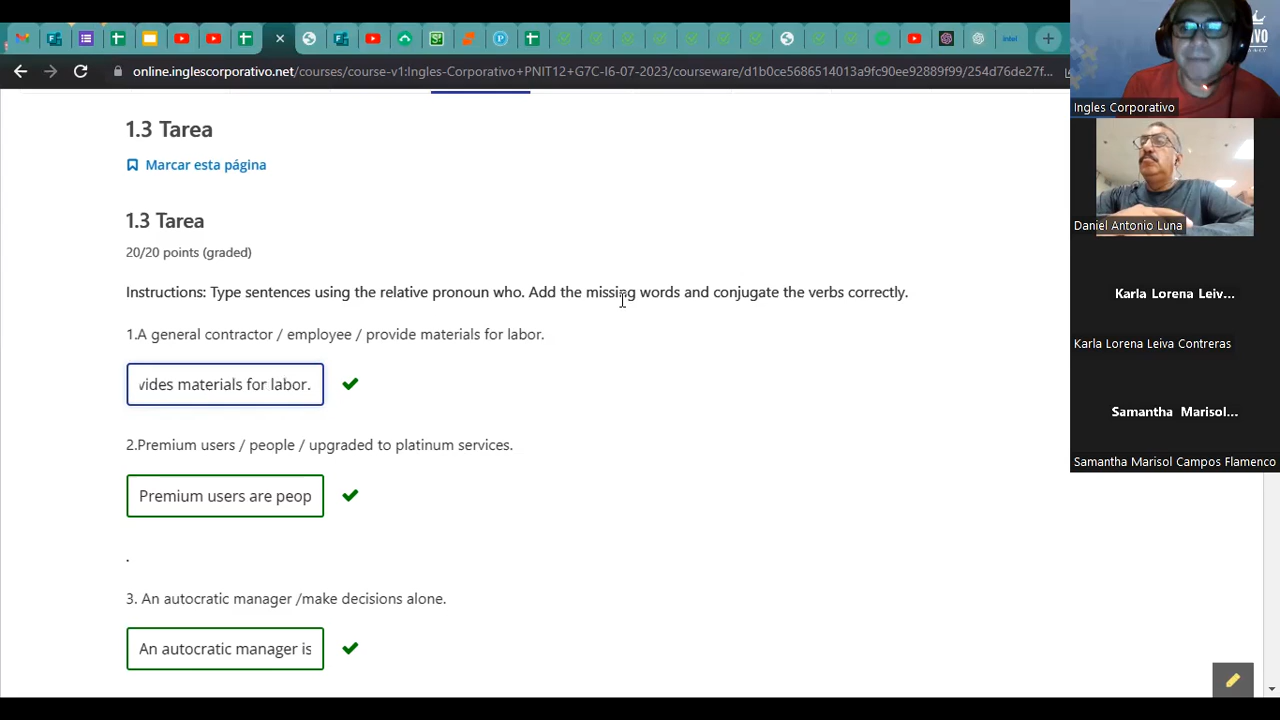 online.inglescorporativo.net/courses/course-v1:Ingles-Corporativo+PNIT12+G7C-I6-07-2023/courseware/d1b0ce5686514013a9fc90ee92889f99/254d76de27f...
1.3 Tarea
Marcar esta página
1.3 Tarea
20/20 points (graded)
Instructions: Type sentences using the relative pronoun who. Add the missing words and conjugate the verbs correctly.
1.A general contractor / employee / provide materials for labor.
vides materials for labor.
2.Premium users / people / upgraded to platinum services.
Premium users are peop
.
3. An autocratic manager /make decisions alone.
An autocratic manager is
Ingles Corporativo
Daniel Antonio Luna
Karla Lorena Leiv...
Karla Lorena Leiva Contreras
Samantha Marisol...
Samantha Marisol Campos Flamenco